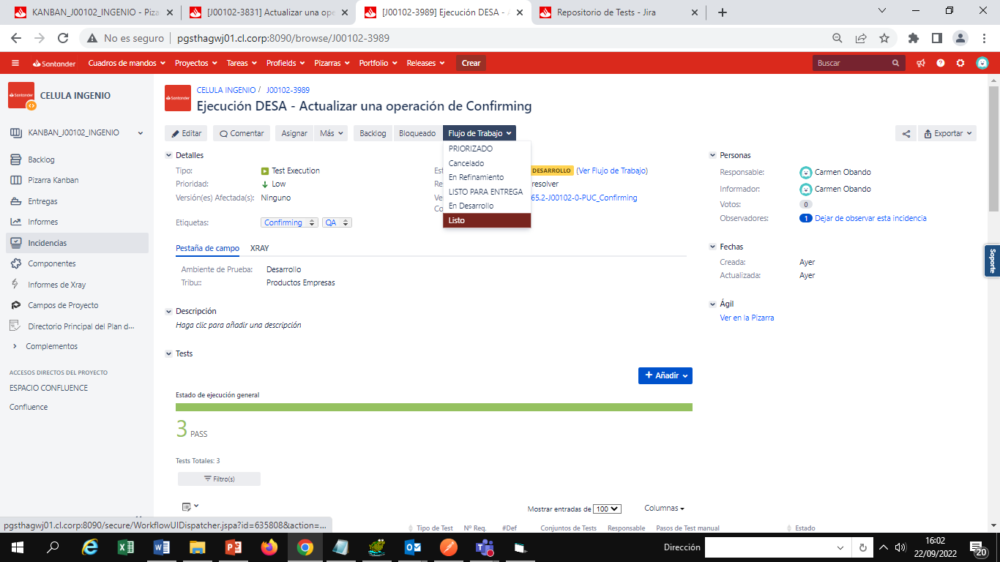 KANBAN_J00102_INGENIO - Piza
[J00102-3831] Actualizar una ope
[J00102-3989] Ejecución DESA - A
Repositorio de Tests - Jira
No es seguro
pgsthagwj01.cl.corp:8090/browse/J00102-3989
Santander
Cuadros de mandos
Proyectos
Tareas
Profields
Pizarras
Portfolio
Releases
Crear
Buscar
CELULA INGENIO
KANBAN_J00102_INGENIO
Backlog
Pizarra Kanban
Entregas
Informes
Incidencias
Componentes
Informes de Xray
Campos de Proyecto
Directorio Principal del Plan d...
Complementos
ACCESOS DIRECTOS DEL PROYECTO
ESPACIO CONFLUENCE
Confluence
CELULA INGENIO / J00102-3989
Ejecución DESA - Actualizar una operación de Confirming
Editar
Comentar
Asignar
Más
Backlog
Bloqueado
Flujo de Trabajo
Exportar
PRIORIZADO
Cancelado
En Refinamiento
LISTO PARA ENTREGA
En Desarrollo
Listo
Detalles
Tipo: Test Execution
Prioridad: Low
Versión(es) Afectada(s): Ninguno
Etiquetas: Confirming QA
DESARROLLO (Ver Flujo de Trabajo)
resolver
65.2-J00102-0-PUC_Confirming
Pestaña de campo
XRAY
Ambiente de Prueba: Desarrollo
Tribu:: Productos Empresas
Descripción
Haga clic para añadir una descripción
Tests
+ Añadir
Estado de ejecución general
3 PASS
Tests Totales: 3
Filtro(s)
Mostrar entradas de 100
Columnas
Tipo de Test
Nº Req.
#Def
Conjuntos de Tests
Responsable
Pasos de Test manual
Estado
Personas
Responsable: Carmen Obando
Informador: Carmen Obando
Votos: 0
Observadores: 1 Dejar de observar esta incidencia
Fechas
Creada: Ayer
Actualizada: Ayer
Ágil
Ver en la Pizarra
Soporte
pgsthagwj01.cl.corp:8090/secure/WorkflowUIDispatcher.jspa?id=635808&action=...
Dirección
16:02
22/09/2022
20